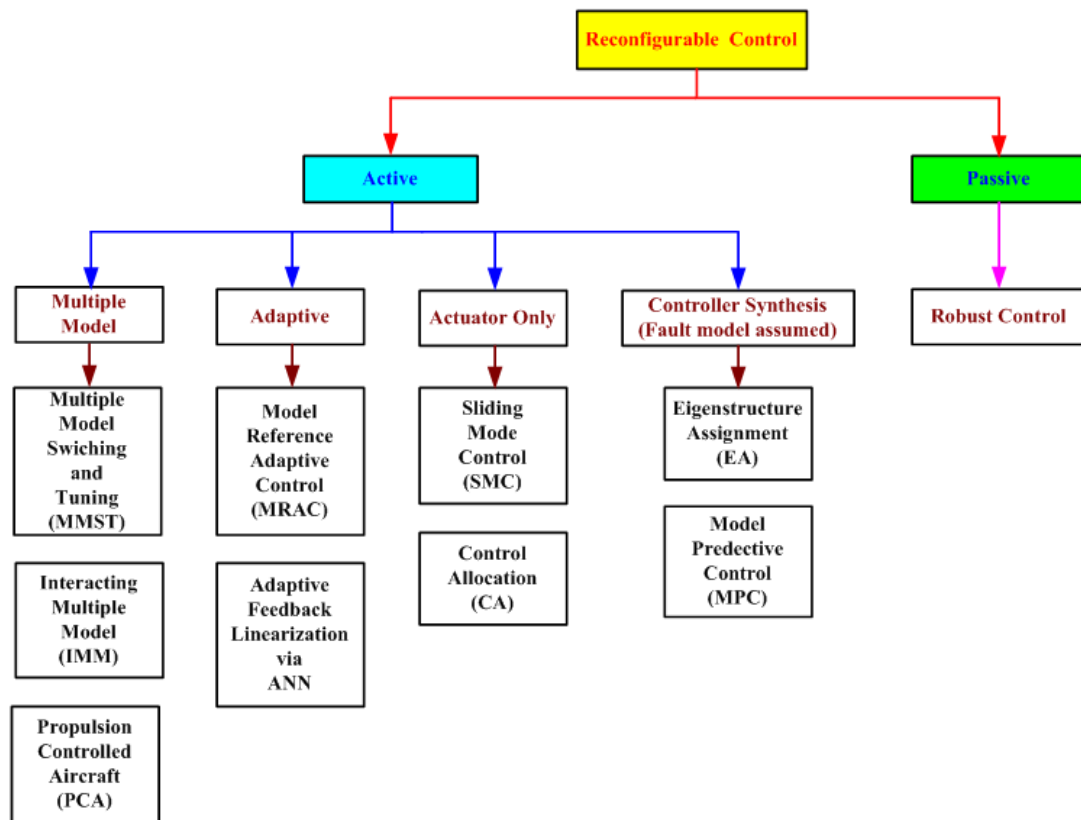 Reconfigurable Control
Active
Passive
Multiple
Model
Adaptive
Actuator Only
Controller Synthesis
(Fault model assumed)
Robust Control
Multiple
Model
Swiching
and
Tuning
(MMST)
Model
Reference
Adaptive
Control
(MRAC)
Sliding
Mode
Control
(SMC)
Eigenstructure
Assignment
(EA)
Interacting
Multiple
Model
(IMM)
Adaptive
Feedback
Linearization
via
ANN
Control
Allocation
(CA)
Model
Predective
Control
(MPC)
Propulsion
Controlled
Aircraft
(PCA)